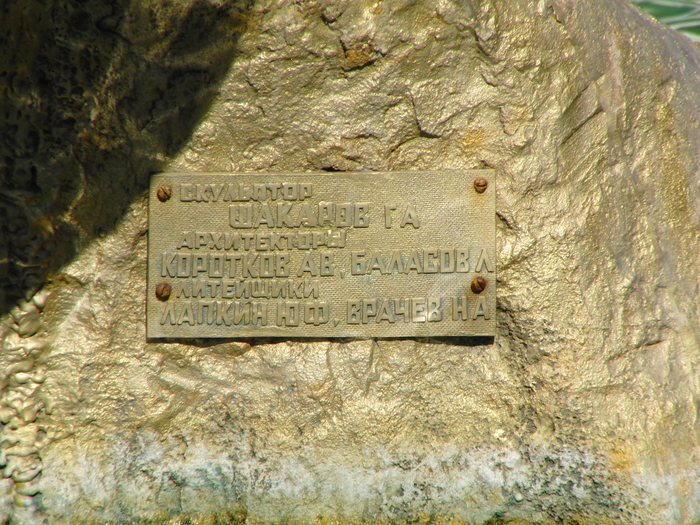 СКУЛЬПТОР
ШАКАРОВ Г А
АРХИТЕКТОРЫ
КОРОТКОВ А В, БАЛАСОВ Л
ЛИТЕЙЩИКИ
ЛАПКИН Ю Ф, ВРАЧЕВ Н А